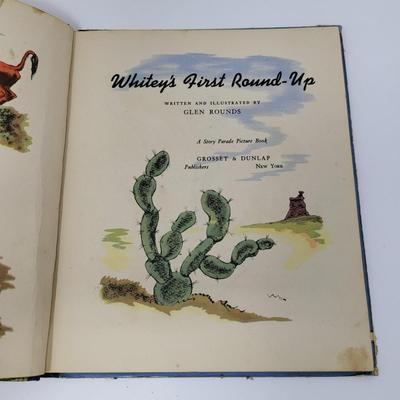 Whitey's First Round-Up
WRITTEN AND ILLUSTRATED BY
GLEN ROUNDS
A Story Parade Picture Book
GROSSET & DUNLAP
Publishers New York